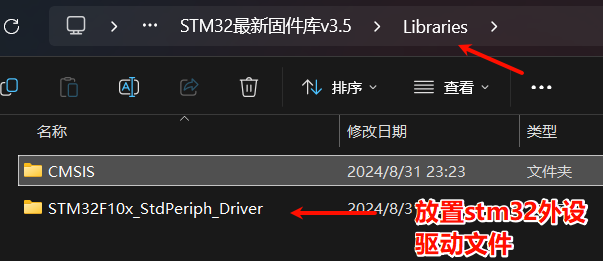 STM32最新固件库v3.5 Libraries
排序 查看
名称 修改日期 类型
CMSIS 2024/8/31 23:23 文件夹
STM32F10x_StdPeriph_Driver 2024/8/3
放置stm32外设
驱动文件